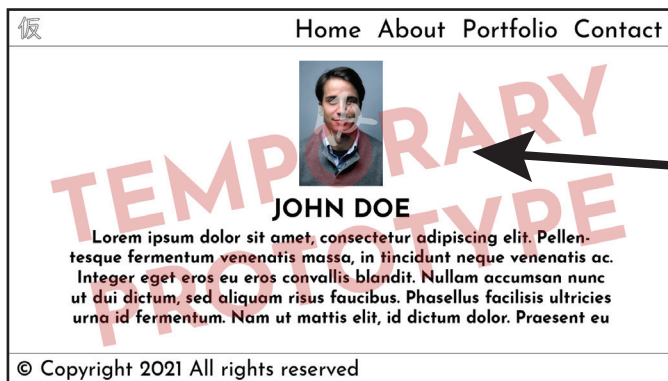 仮
Home About Portfolio Contact
TEMPORARY
PROTOTYPE
JOHN DOE
Lorem ipsum dolor sit amet, consectetur adipiscing elit. Pellen-
tesque fermentum venenatis massa, in tincidunt neque venenatis ac.
Integer eget eros eu eros convallis blandit. Nullam accumsan nunc
ut dui dictum, sed aliquam risus faucibus. Phasellus facilisis ultricies
urna id fermentum. Nam ut mattis elit, id dictum dolor. Praesent eu
© Copyright 2021 All rights reserved